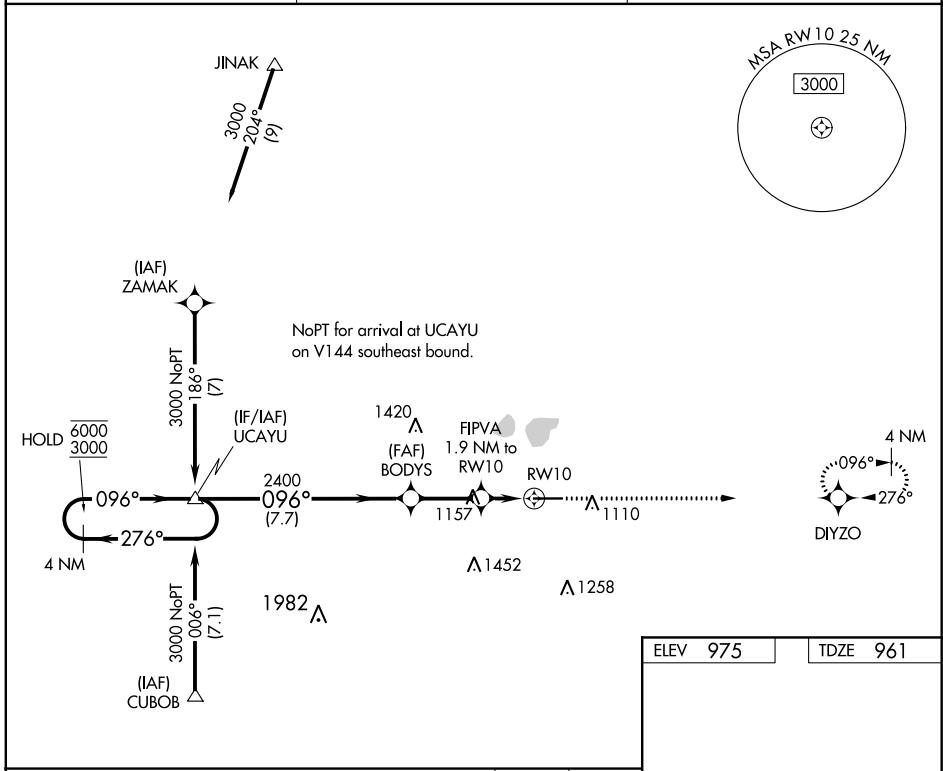 JINAK
3000
204°
(9)
MSA RW10 25 NM
3000
(IAF)
ZAMAK
3000 NoPT
186°
(7)
NoPT for arrival at UCAYU
on V144 southeast bound.
HOLD
6000
3000
(IF/IAF)
UCAYU
1420
(FAF)
BODYS
FIPVA
1.9 NM to
RW10
RW10
4 NM
096°
276°
DIYZO
096°
276°
4 NM
2400
096°
(7.7)
1157
1110
1452
1258
1982
3000 NoPT
006°
(7.1)
(IAF)
CUBOB
ELEV 975
TDZE 961